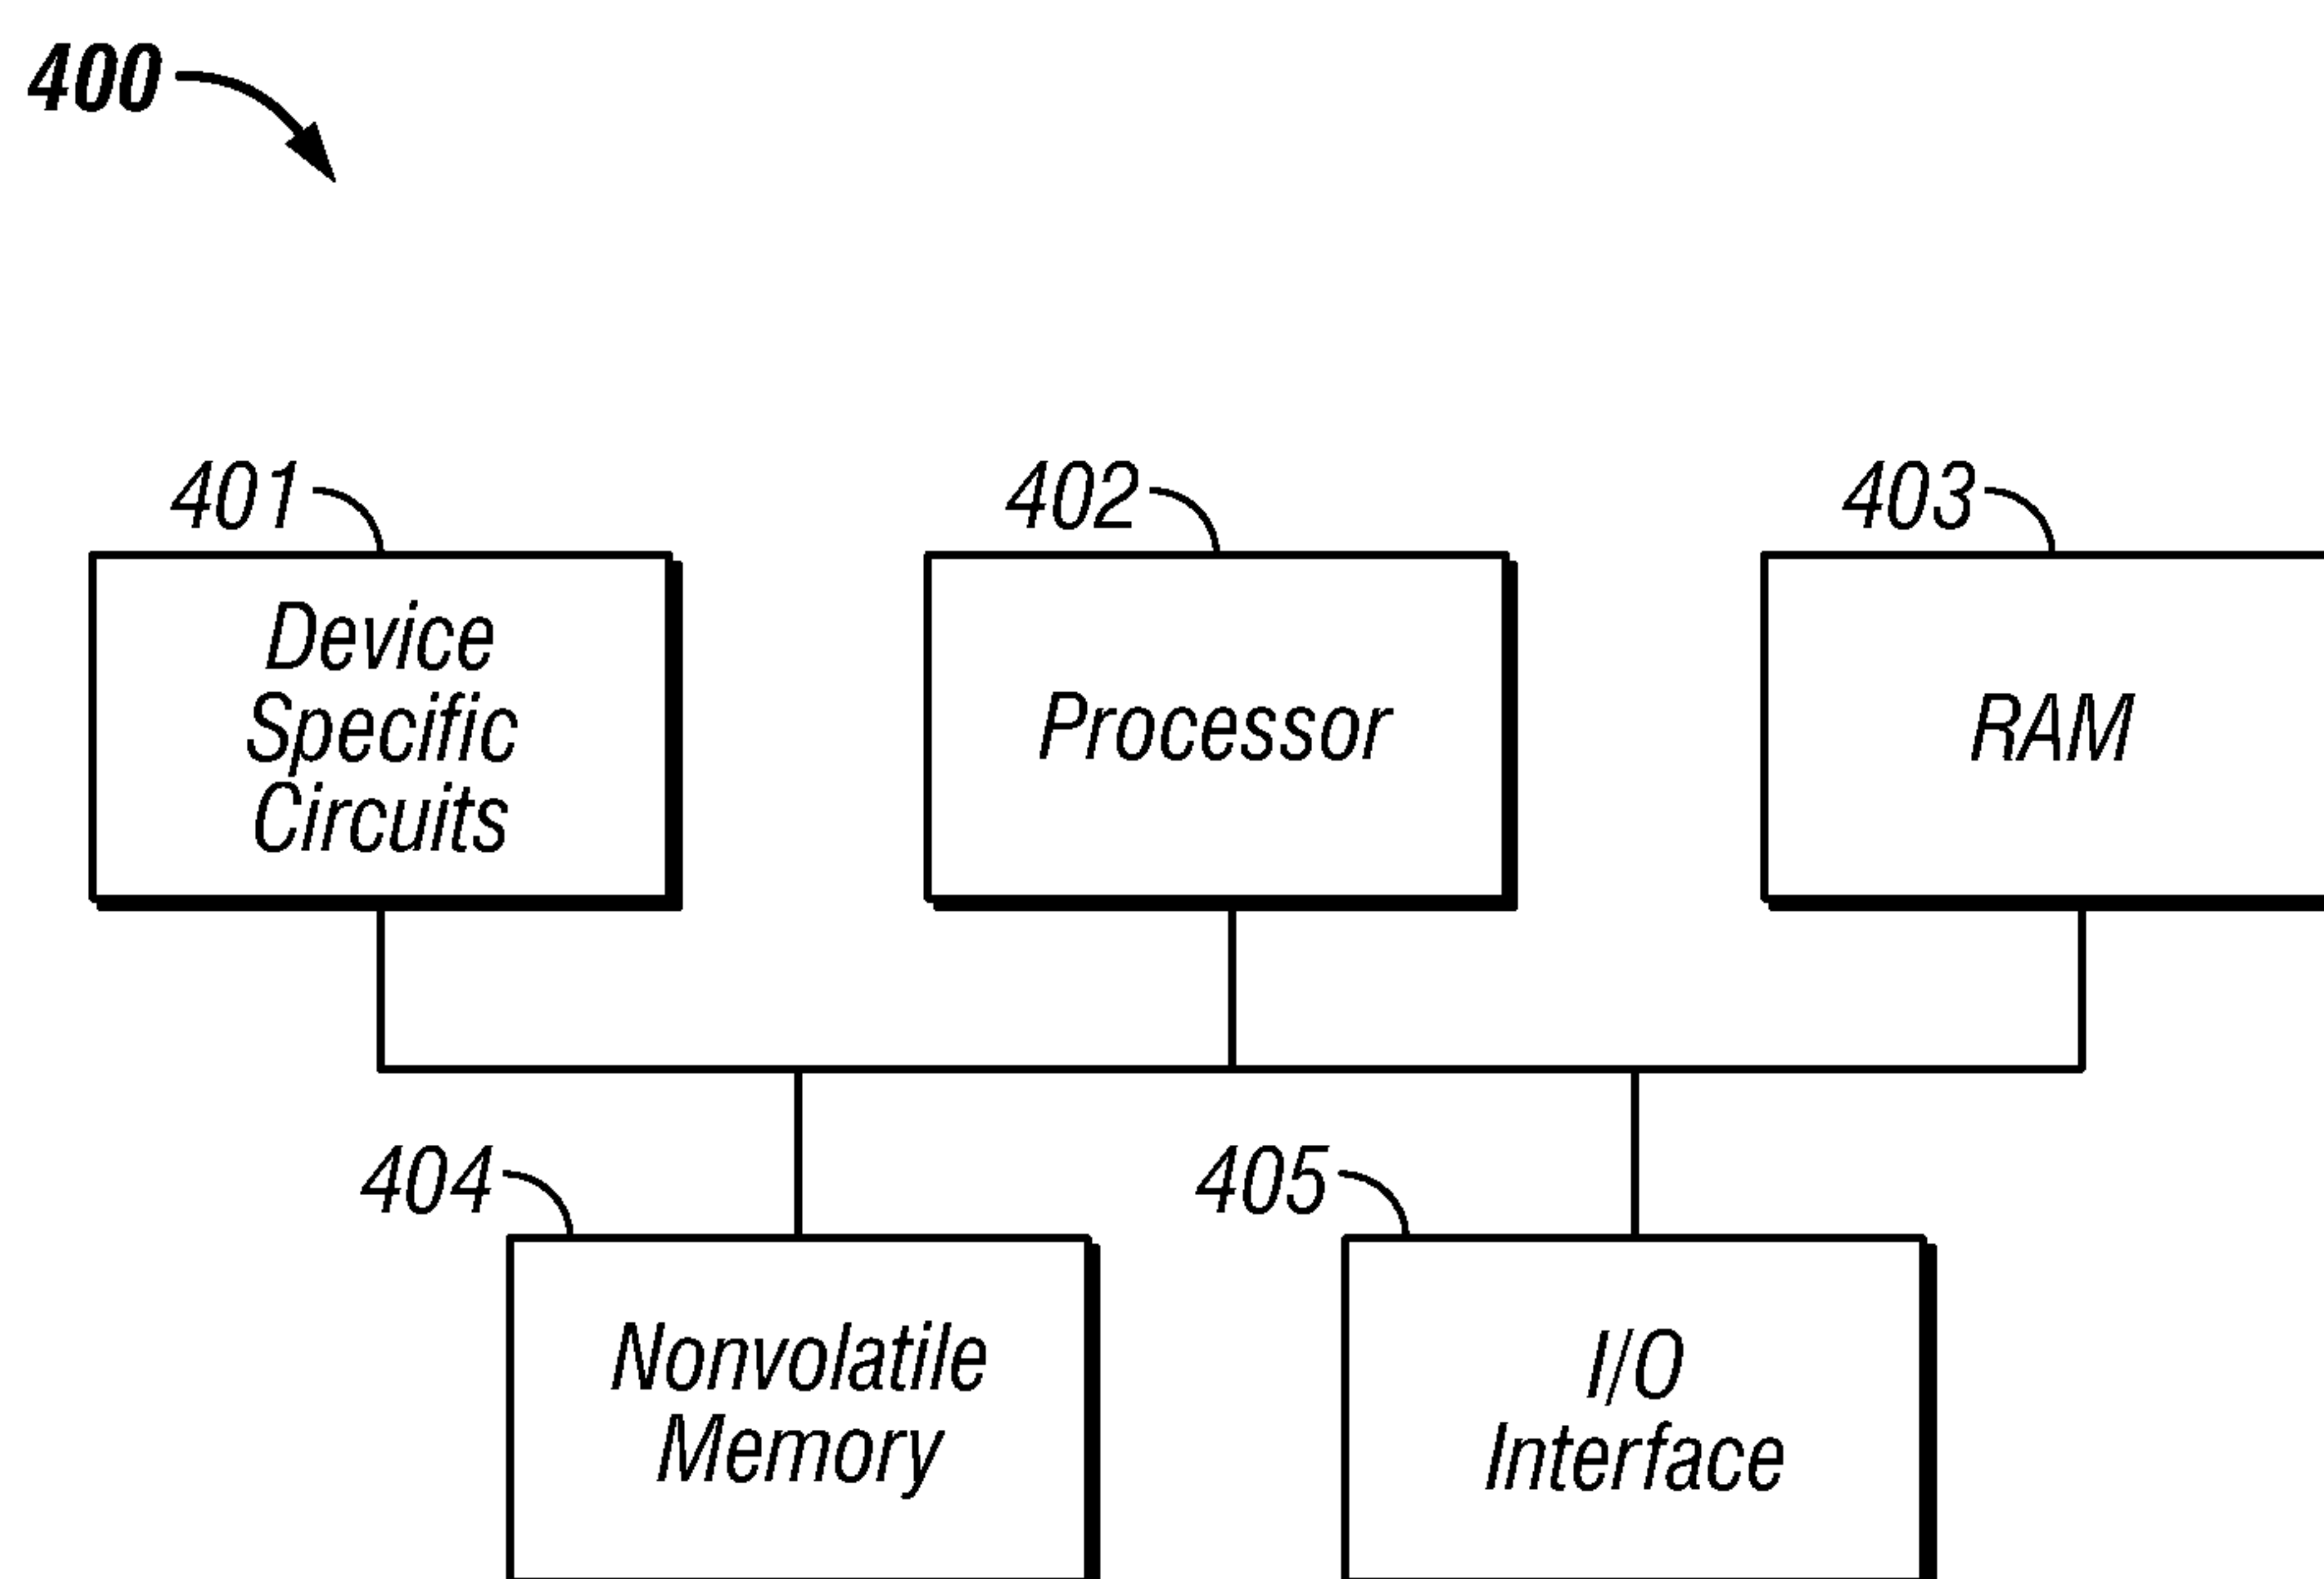 400
401
402
403
Device
Specific
Circuits
Processor
RAM
404
405
Nonvolatile
Memory
I/O
Interface